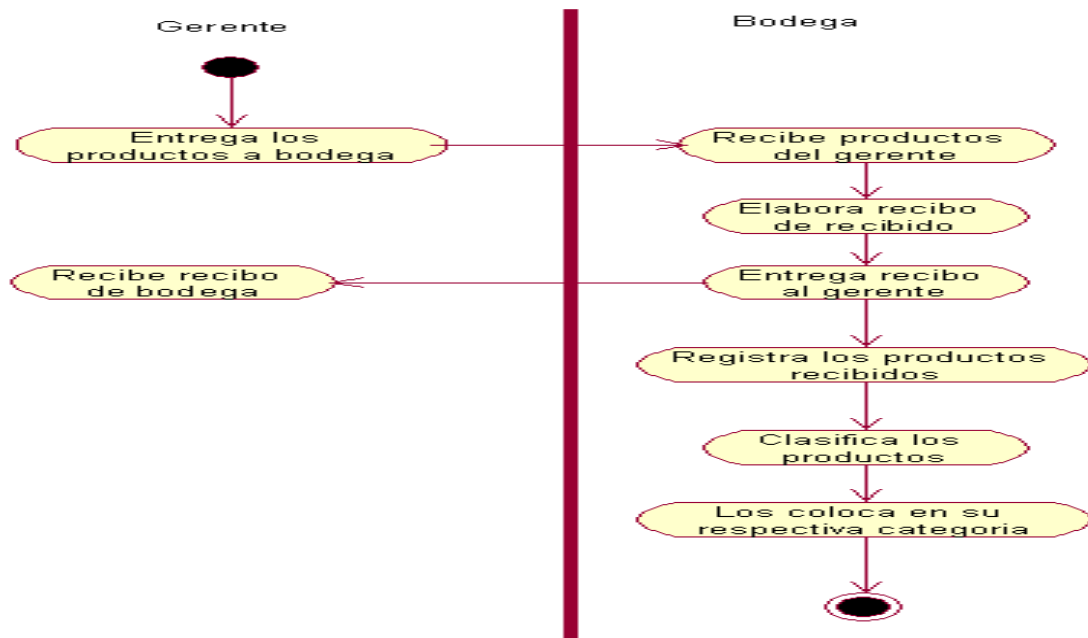 Gerente
Bodega
Entrega los
productos a bodega
Recibe productos
del gerente
Elabora recibo
de recibido
Recibe recibo
de bodega
Entrega recibo
al gerente
Registra los productos
recibidos
Clasifica los
productos
Los coloca en su
respectiva categoria